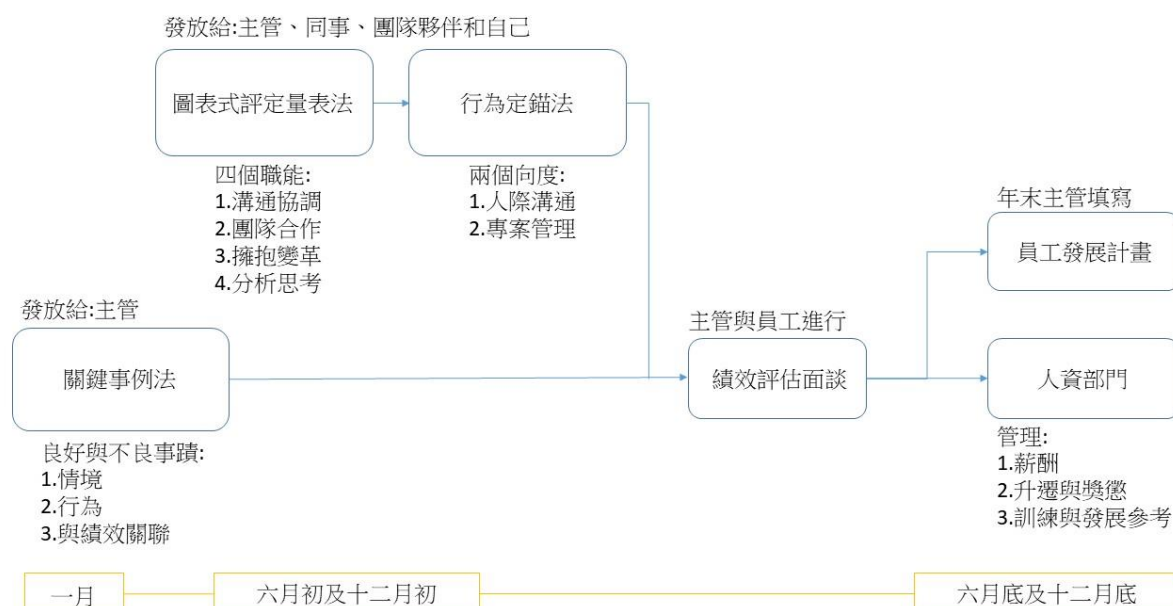 發放給:主管、同事、團隊夥伴和自己
圖表式評定量表法
行為定錨法
四個職能:
1.溝通協調
2.團隊合作
3.擁抱變革
4.分析思考
兩個向度:
1.人際溝通
2.專案管理
年末主管填寫
員工發展計畫
發放給:主管
關鍵事例法
主管與員工進行
績效評估面談
人資部門
良好與不良事蹟:
1.情境
2.行為
3.與績效關聯
管理:
1.薪酬
2.升遷與獎懲
3.訓練與發展參考
一月
六月初及十二月初
六月底及十二月底